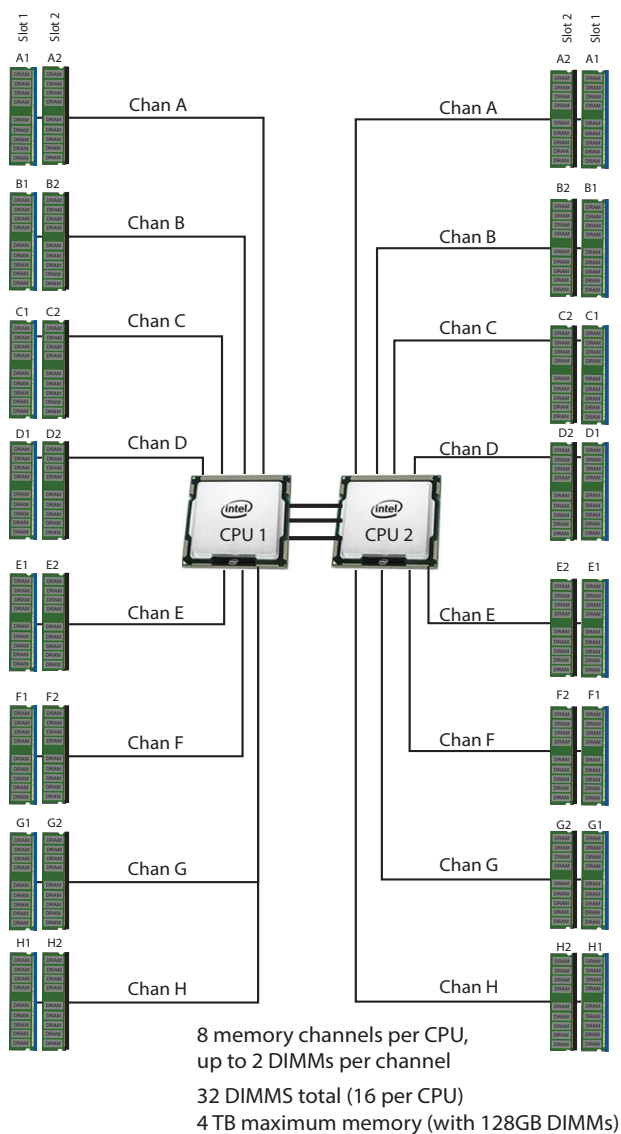 Slot 1 Slot 2
Slot 2 Slot 1
A1 A2
A2 A1
Chan A
Chan A
B1 B2
B2 B1
Chan B
Chan B
C1 C2
C2 C1
Chan C
Chan C
D1 D2
D2 D1
Chan D
Chan D
intel
CPU 1
intel
CPU 2
E1 E2
E2 E1
Chan E
Chan E
F1 F2
F2 F1
Chan F
Chan F
G1 G2
G2 G1
Chan G
Chan G
H1 H2
H2 H1
Chan H
Chan H
DRAM
8 memory channels per CPU,
up to 2 DIMMs per channel
32 DIMMS total (16 per CPU)
4 TB maximum memory (with 128GB DIMMs)